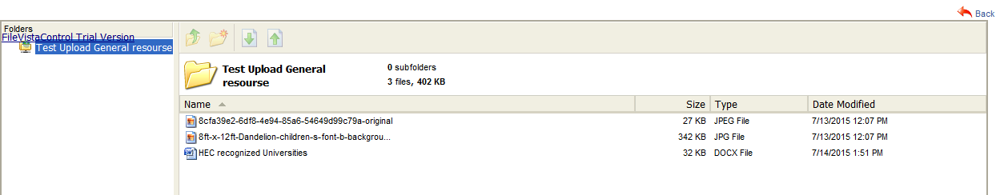 Back
Folders
FileVistaControl Trial Version
Test Upload General resourse
Test Upload General
resourse
0 subfolders
3 files, 402 KB
Name Size Type Date Modified
8cfa39e2-6df8-4e94-85a6-54649d99c79a-original 27 KB JPEG File 7/13/2015 12:07 PM
8ft-x-12ft-Dandelion-children-s-font-b-backgrou... 342 KB JPG File 7/13/2015 12:07 PM
HEC recognized Universities 32 KB DOCX File 7/14/2015 1:51 PM